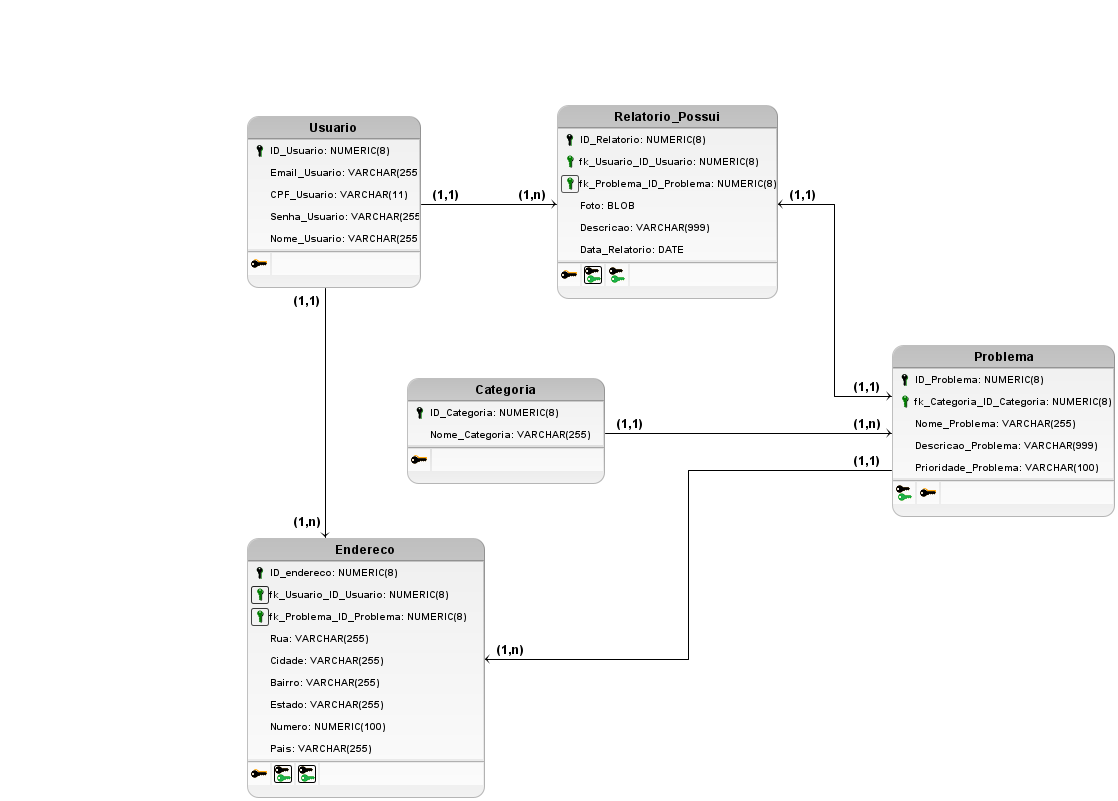 Usuario
ID_Usuario: NUMERIC(8)
Email_Usuario: VARCHAR(255
CPF_Usuario: VARCHAR(11)
Senha_Usuario: VARCHAR(255
Nome_Usuario: VARCHAR(255
(1,1)
(1,n)
Relatorio_Possui
ID_Relatorio: NUMERIC(8)
fk_Usuario_ID_Usuario: NUMERIC(8)
fk_Problema_ID_Problema: NUMERIC(8)
Foto: BLOB
Descricao: VARCHAR(999)
Data_Relatorio: DATE
(1,1)
(1,1)
Categoria
ID_Categoria: NUMERIC(8)
Nome_Categoria: VARCHAR(255)
(1,1)
(1,1)
(1,n)
(1,1)
Problema
ID_Problema: NUMERIC(8)
fk_Categoria_ID_Categoria: NUMERIC(8)
Nome_Problema: VARCHAR(255)
Descricao_Problema: VARCHAR(999)
Prioridade_Problema: VARCHAR(100)
(1,n)
Endereco
ID_endereco: NUMERIC(8)
fk_Usuario_ID_Usuario: NUMERIC(8)
fk_Problema_ID_Problema: NUMERIC(8)
Rua: VARCHAR(255)
Cidade: VARCHAR(255)
Bairro: VARCHAR(255)
Estado: VARCHAR(255)
Numero: NUMERIC(100)
Pais: VARCHAR(255)
(1,n)